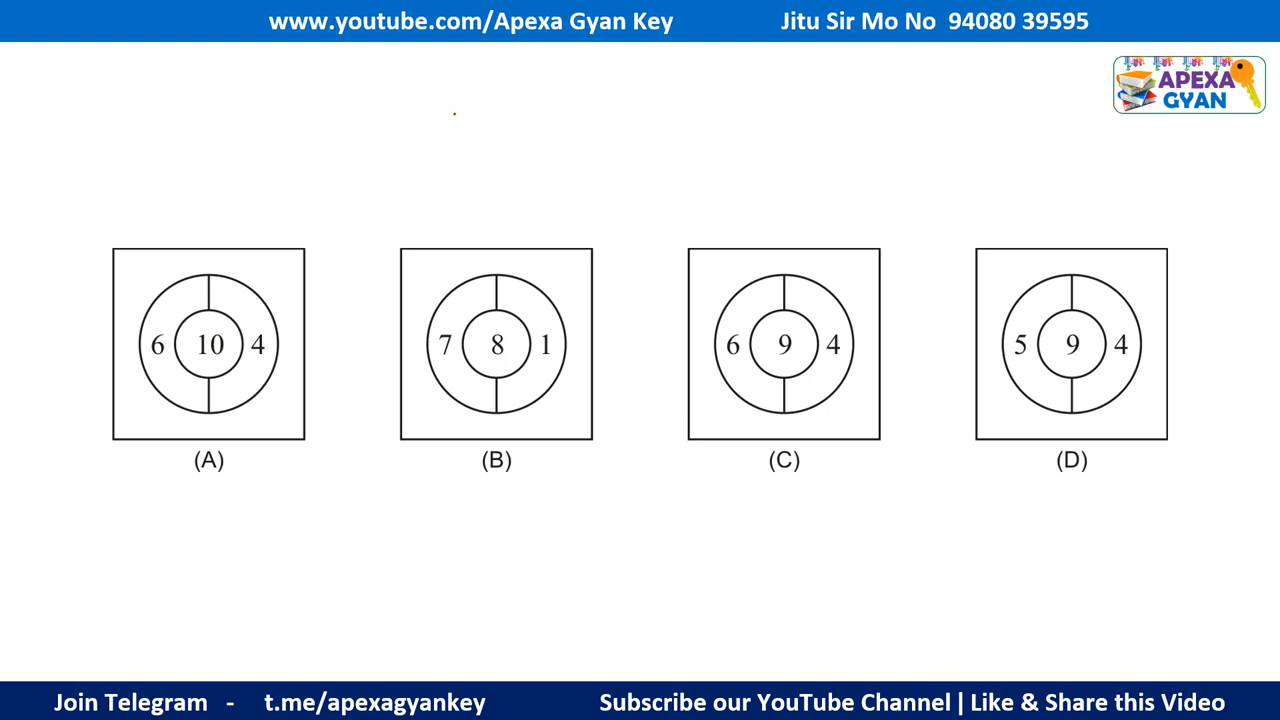 www.youtube.com/Apexa Gyan Key Jitu Sir Mo No 94080 39595
APEXA
GYAN
6 10 4 7 8 1 6 9 4 5 9 4
(A) (B) (C) (D)
Join Telegram - t.me/apexagyankey Subscribe our YouTube Channel | Like & Share this Video